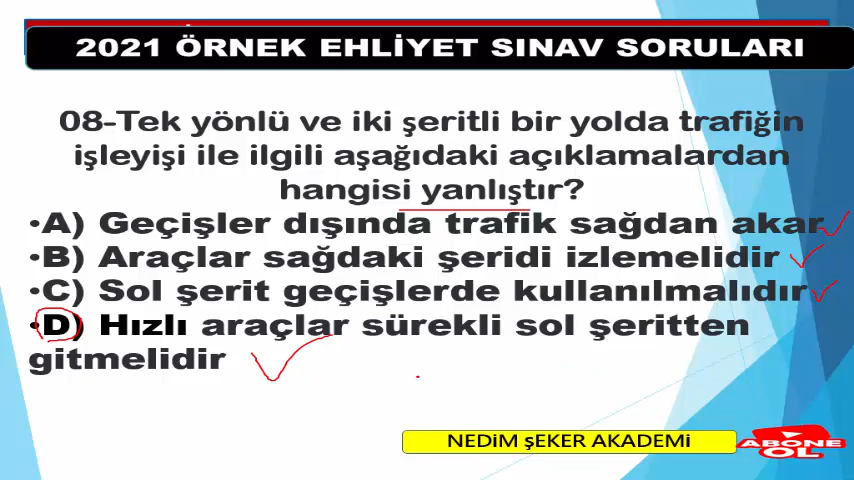 2021 ÖRNEK EHLİYET SINAV SORULARI
08-Tek yönlü ve iki şeritli bir yolda trafiğin
işleyişi ile ilgili aşağıdaki açıklamalardan
hangisi yanlıştır?
•A) Geçişler dışında trafik sağdan akar
•B) Araçlar sağdaki şeridi izlemelidir
•C) Sol şerit geçişlerde kullanılmalıdır
•D) Hızlı araçlar sürekli sol şeritten
gitmelidir
NEDiM ŞEKER AKADEMi
ABONE
OL